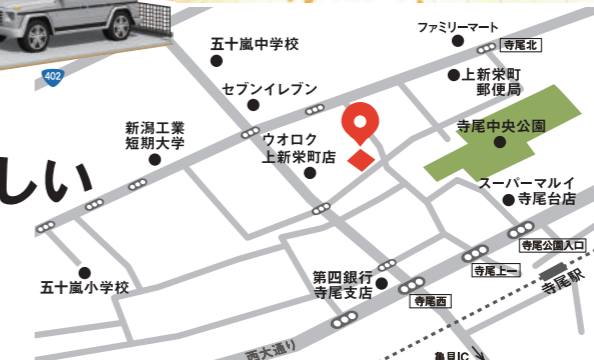 ファミリーマート
五十嵐中学校
寺尾北
402
セブンイレブン
上新栄町
郵便局
新潟工業
短期大学
ウオロク
上新栄町店
寺尾中央公園
しい
スーパーマルイ
寺尾台店
寺尾公園入口
寺尾上一
五十嵐小学校
第四銀行
寺尾支店
寺尾駅
寺尾西
西大通り
亀貝IC